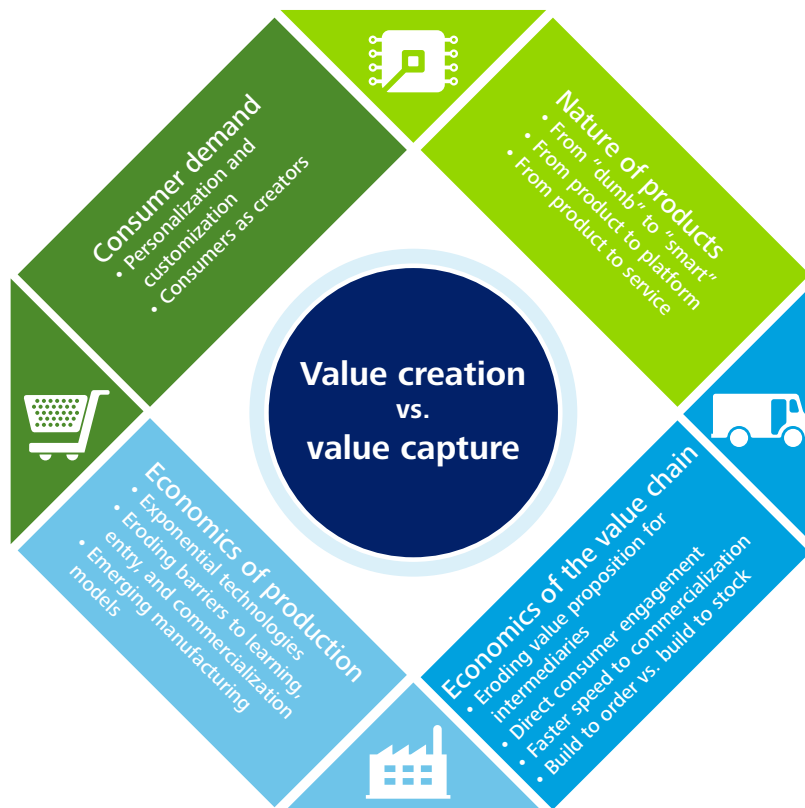 Consumer demand
• Personalization and
customization
• Consumers as creators
Nature of products
• From “dumb” to “smart”
• From product to platform
• From product to service
Value creation
vs.
value capture
Economics of production
• Exponential technologies
• Eroding barriers to learning,
entry, and commercialization
• Emerging manufacturing
models
Economics of the value chain
• Eroding value proposition for
intermediaries
• Direct consumer engagement
• Faster speed to commercialization
• Build to order vs. build to stock